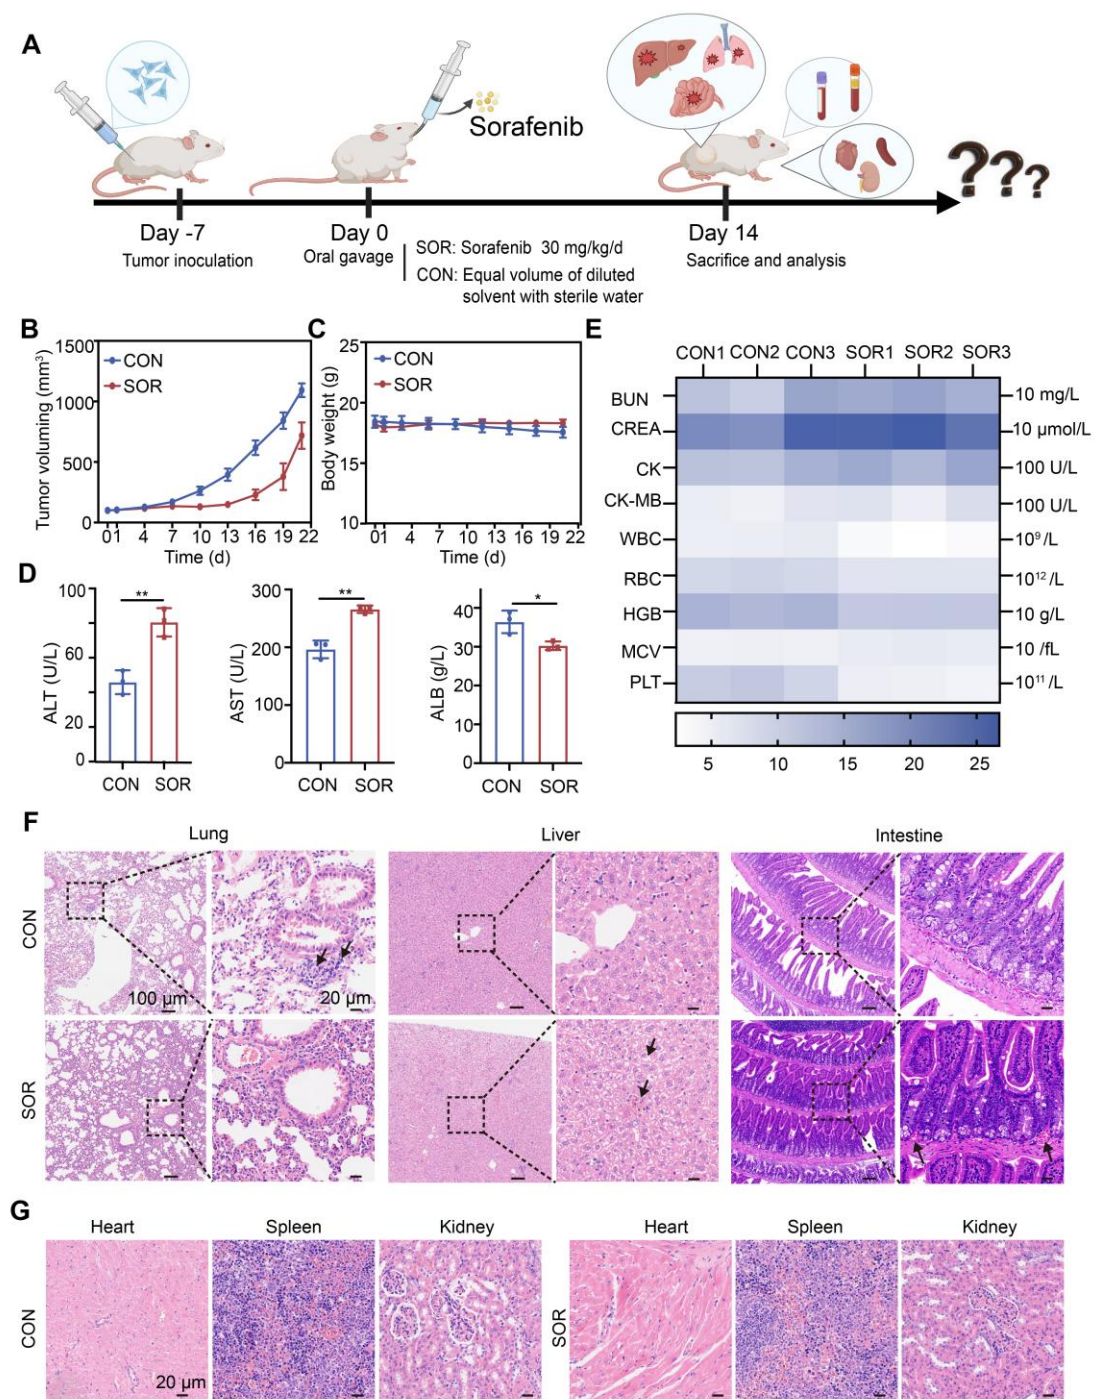 A
Sorafenib
???
Day -7
Day 0
Day 14
Tumor inoculation
Oral gavage
SOR: Sorafenib 30 mg/kg/d
CON: Equal volume of diluted
solvent with sterile water
Sacrifice and analysis
B
Tumor voluming (mm³)
1500
1000
500
0
CON
SOR
01 4 7 10 13 16 19 22
Time (d)
C
Body weight (g)
25
20
15
10
CON
SOR
01 4 7 10 13 16 19 22
Time (d)
D
ALT (U/L)
80
60
40
20
0
**
CON SOR
AST (U/L)
300
200
100
0
**
CON SOR
ALB (g/L)
40
30
20
10
0
*
CON SOR
E
CON1 CON2 CON3 SOR1 SOR2 SOR3
BUN 10 mg/L
CREA 10 µmol/L
CK 100 U/L
CK-MB 100 U/L
WBC 10⁹ /L
RBC 10¹² /L
HGB 10 g/L
MCV 10 /fL
PLT 10¹¹ /L
5 10 15 20 25
F
Lung Liver Intestine
CON
100 µm 20 µm
SOR
G
Heart Spleen Kidney Heart Spleen Kidney
CON
20 µm
SOR